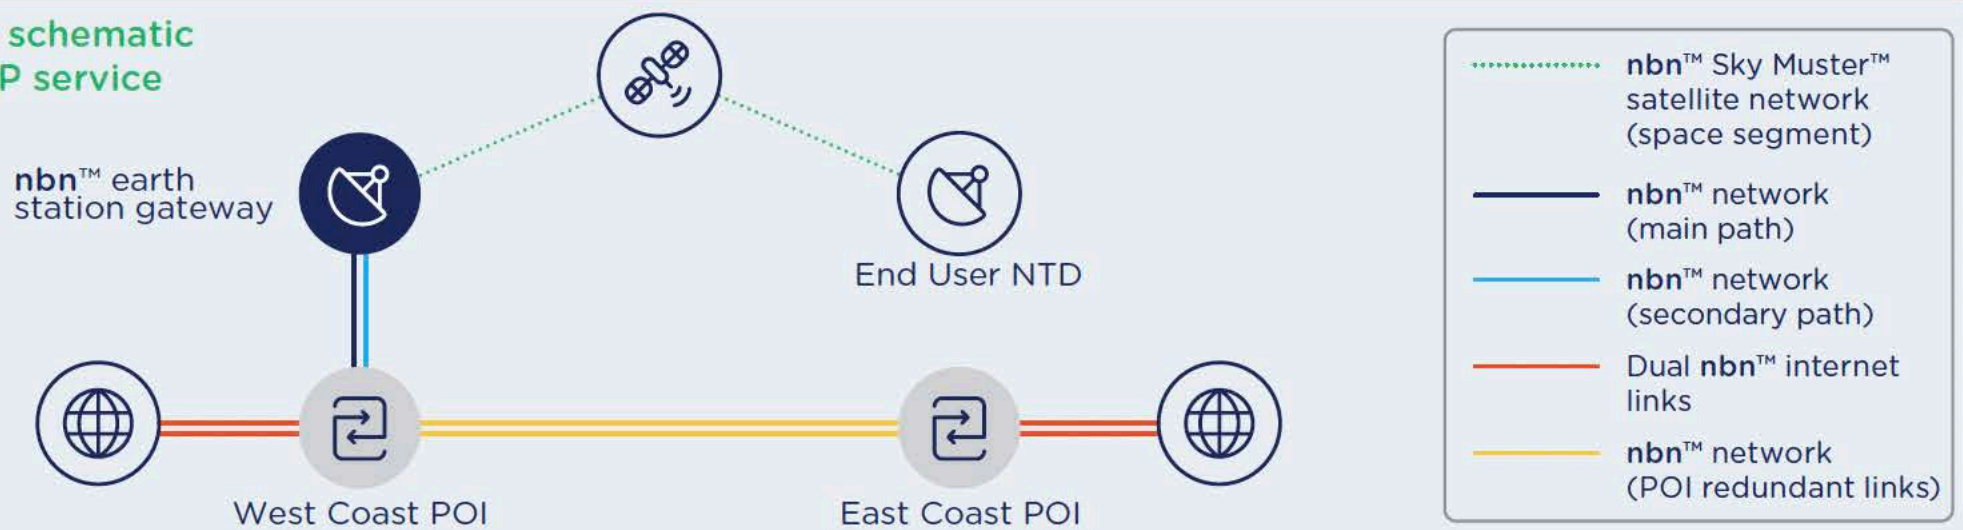 schematic
P service
nbn™ earth
station gateway
End User NTD
West Coast POI
East Coast POI
nbn™ Sky Muster™
satellite network
(space segment)
nbn™ network
(main path)
nbn™ network
(secondary path)
Dual nbn™ internet
links
nbn™ network
(POI redundant links)